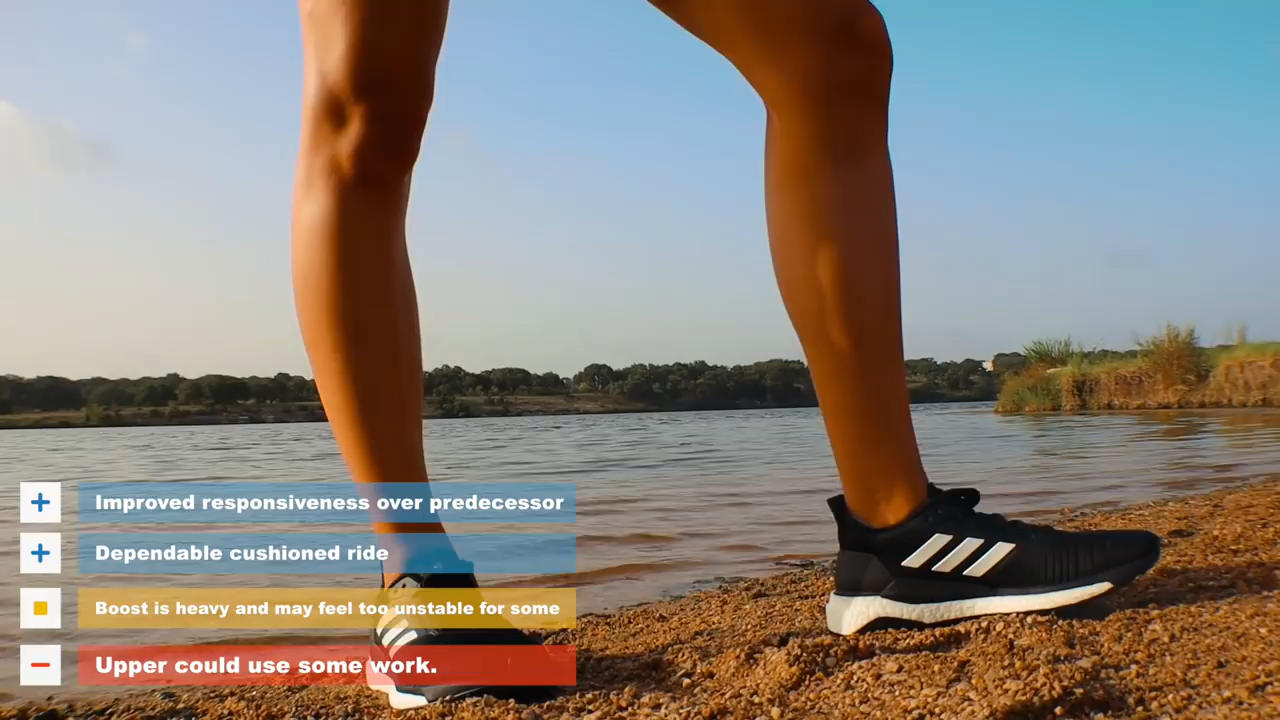 Improved responsiveness over predecessor
Dependable cushioned ride
Boost is heavy and may feel too unstable for some
Upper could use some work.